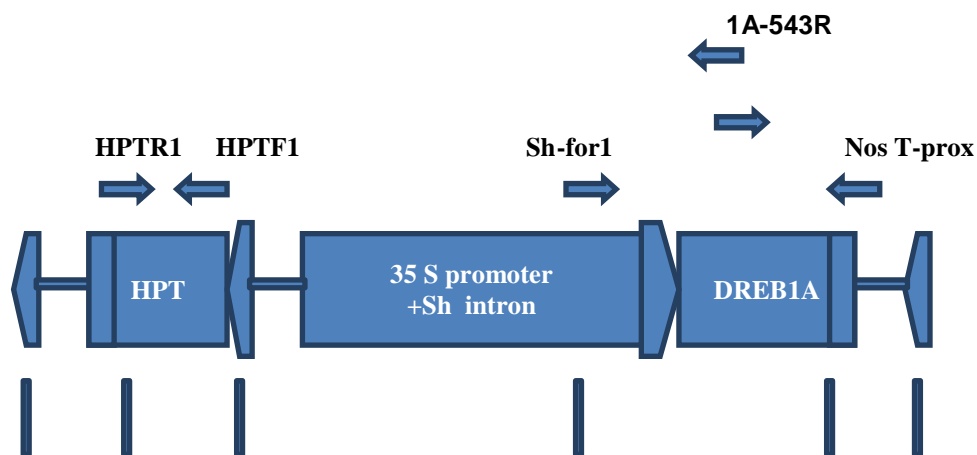 1A-543R
HPTR1 HPTF1 Sh-for1 Nos T-prox
HPT
35 S promoter
+Sh intron
DREB1A